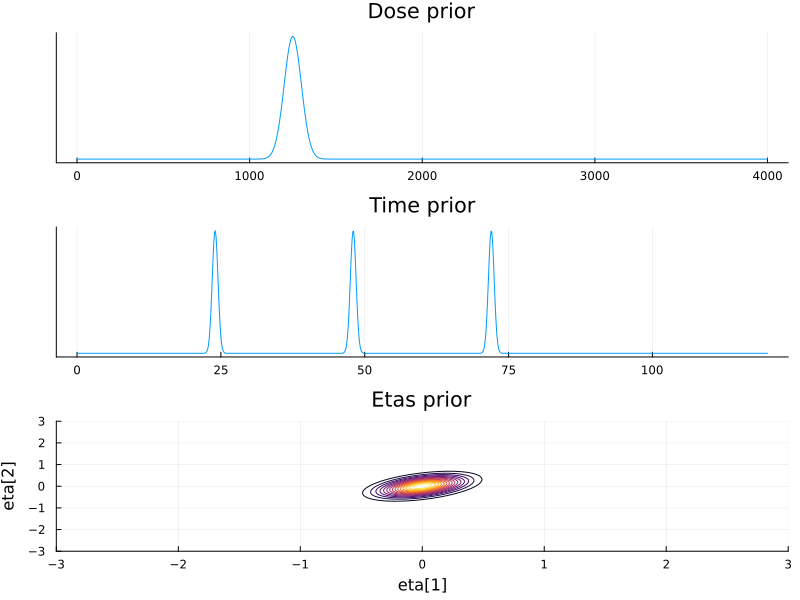 Dose prior
0 1000 2000 3000 4000
Time prior
0 25 50 75 100
Etas prior
3
2
1
0
−1
−2
−3
eta[2]
−3 −2 −1 0 1 2 3
eta[1]